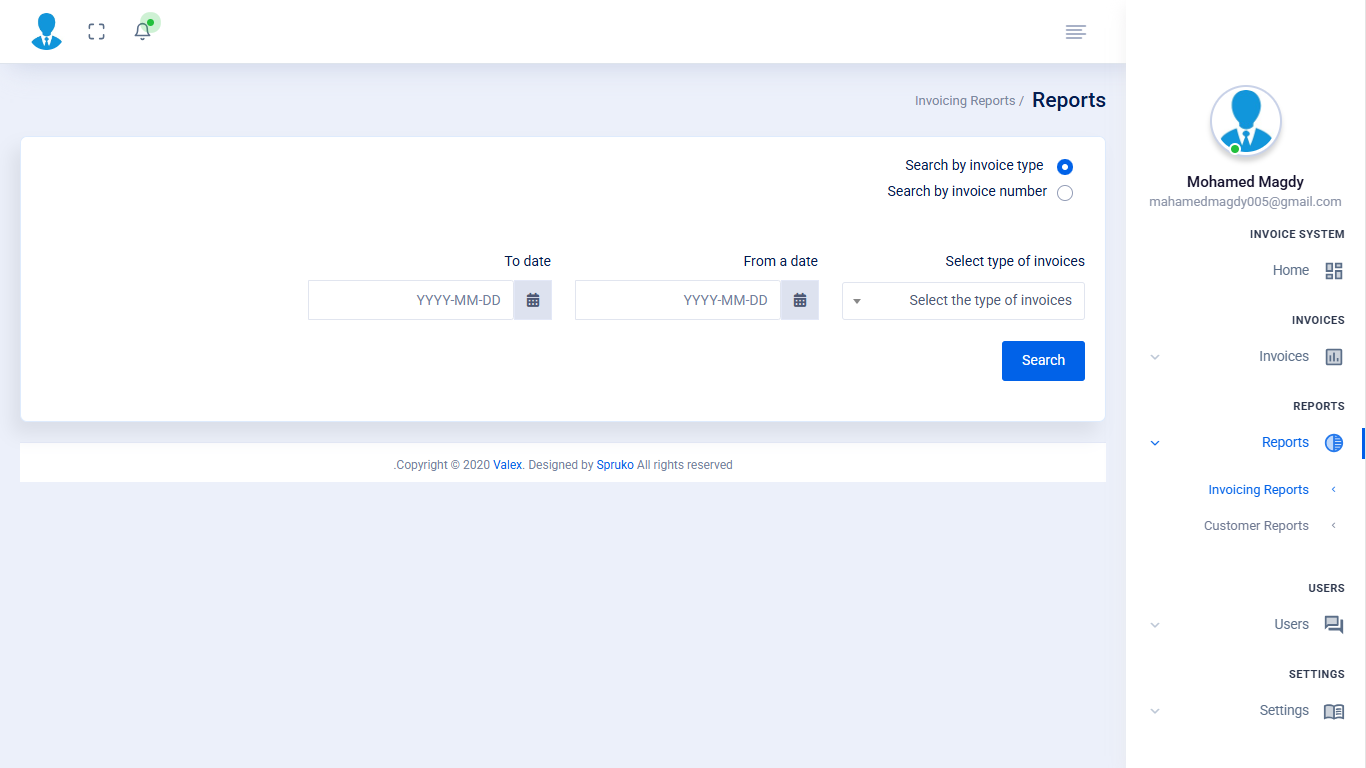 Invoicing Reports / Reports
Search by invoice type
Search by invoice number
Select type of invoices
From a date
To date
Select the type of invoices
YYYY-MM-DD
YYYY-MM-DD
Search
.Copyright © 2020 Valex. Designed by Spruko All rights reserved
Mohamed Magdy
mahamedmagdy005@gmail.com
INVOICE SYSTEM
Home
INVOICES
Invoices
REPORTS
Reports
Invoicing Reports
Customer Reports
USERS
Users
SETTINGS
Settings